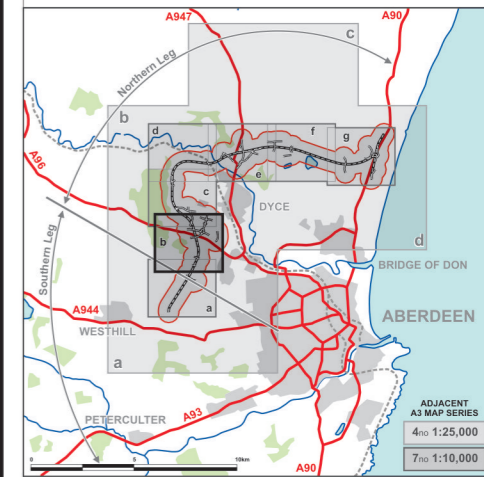 A947
A90
Northern Leg
c
b
d
f
g
A96
e
c
DYCE
Southern Leg
b
d
BRIDGE OF DON
A944
a
ABERDEEN
WESTHILL
a
ADJACENT
A3 MAP SERIES
PETERCULTER
A93
4no 1:25,000
7no 1:10,000
0 5 10km
A90